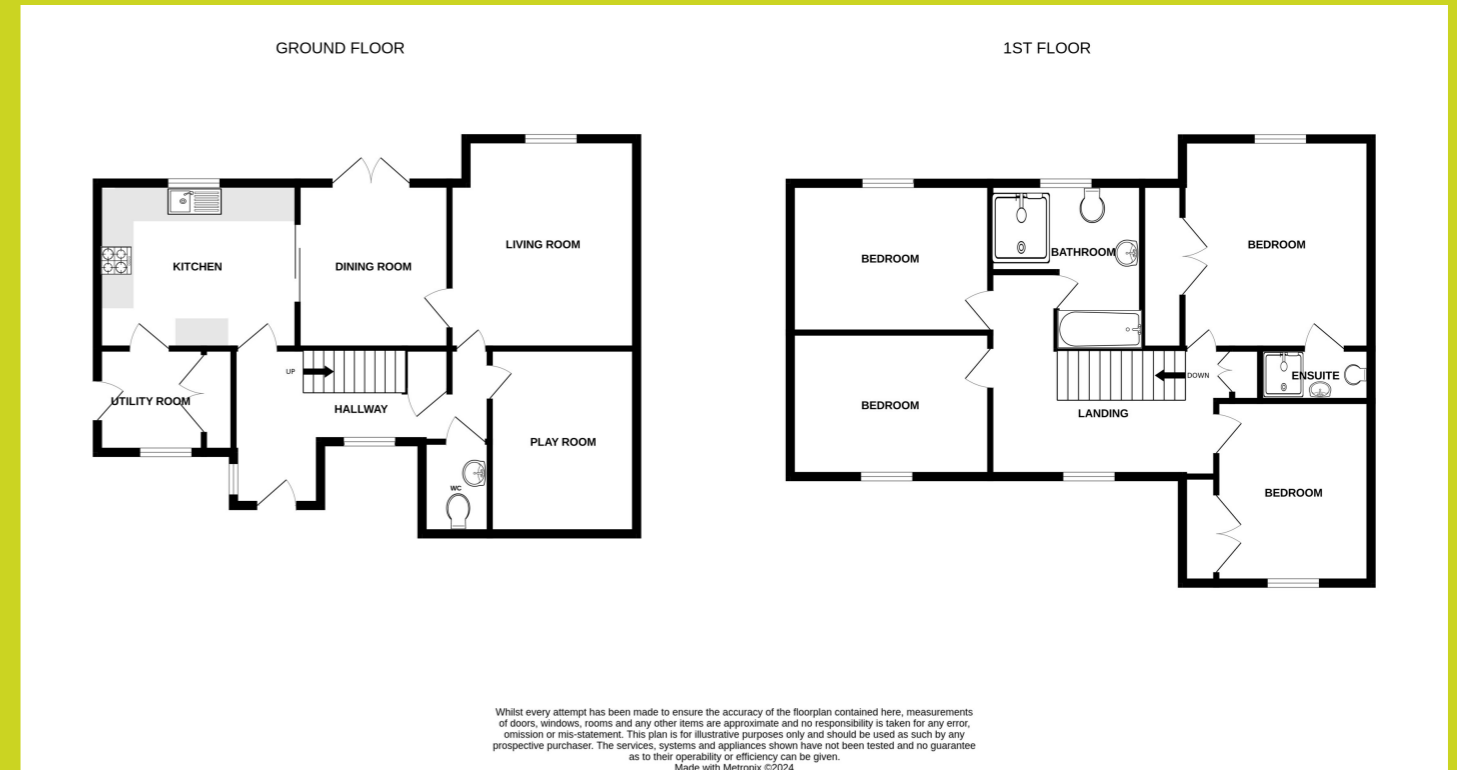 GROUND FLOOR
1ST FLOOR
KITCHEN
DINING ROOM
LIVING ROOM
UTILITY ROOM
UP
HALLWAY
PLAY ROOM
WC
BEDROOM
BATHROOM
BEDROOM
BEDROOM
DOWN
ENSUITE
LANDING
BEDROOM
Whilst every attempt has been made to ensure the accuracy of the floorplan contained here, measurements
of doors, windows, rooms and any other items are approximate and no responsibility is taken for any error,
omission or mis-statement. This plan is for illustrative purposes only and should be used as such by any
prospective purchaser. The services, systems and appliances shown have not been tested and no guarantee
as to their operability or efficiency can be given.
Made with Metropix ©2024